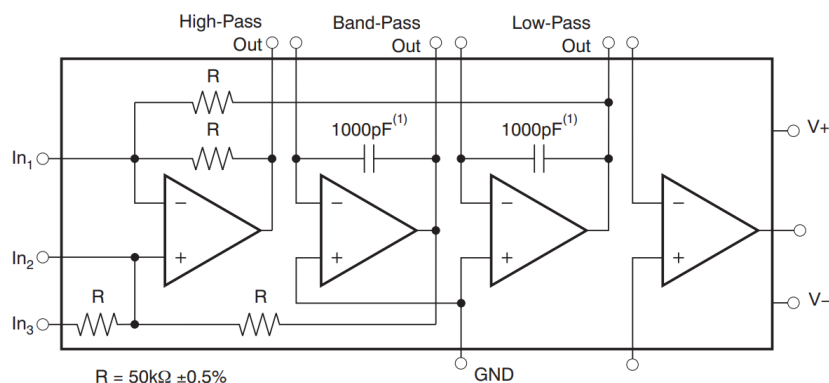 High-Pass
Out
Band-Pass
Out
Low-Pass
Out
R
R
1000pF(1)
1000pF(1)
V+
In1
In2
− + − + − + − +
R
R
In3
V−
GND
R = 50kΩ ±0.5%